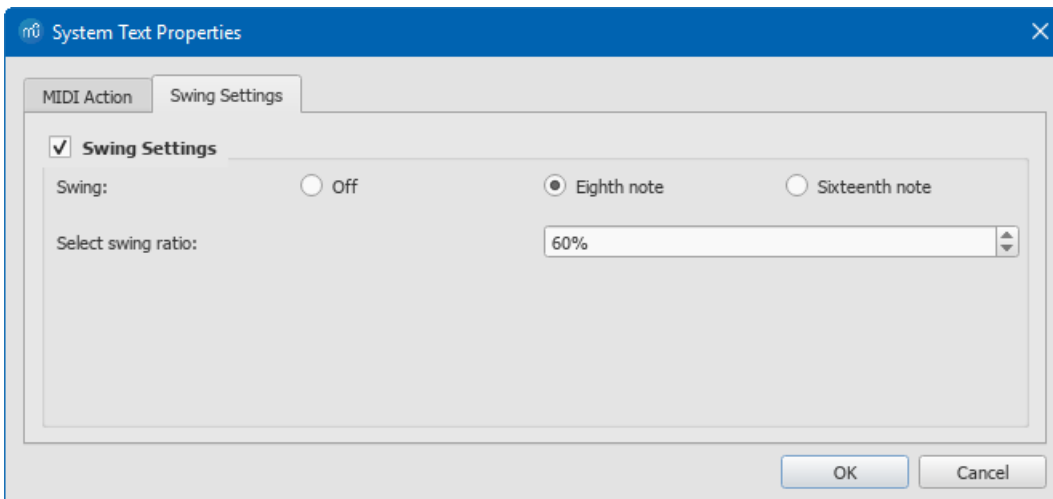 System Text Properties
MIDI Action Swing Settings
Swing Settings
Swing: Off Eighth note Sixteenth note
Select swing ratio: 60%
OK Cancel